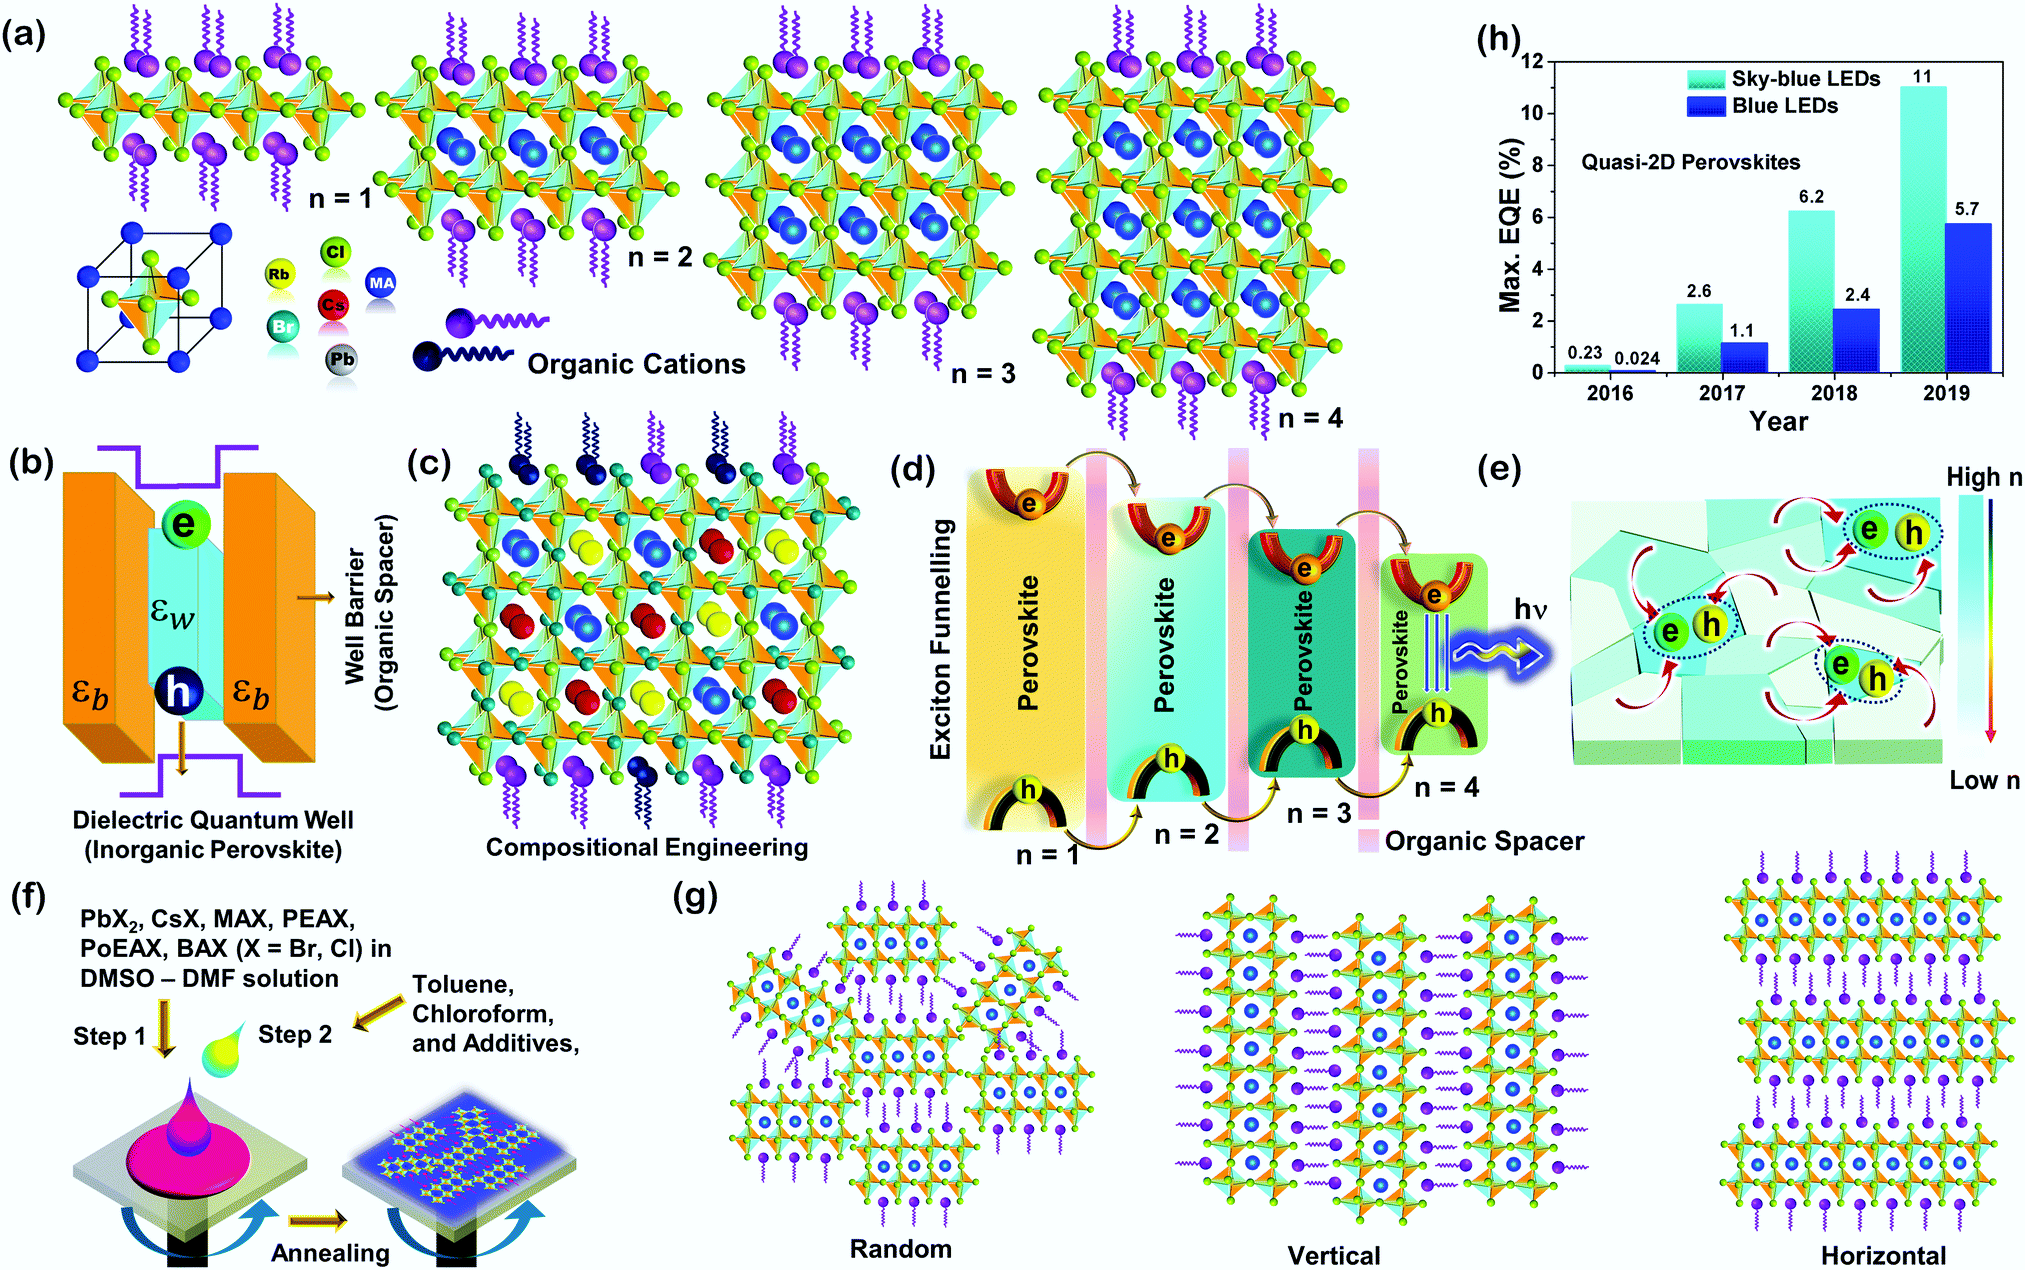 (a)
n = 1
n = 2
n = 3
n = 4
Rb
Cl
MA
Cs
Br
Pb
Organic Cations
(h)
Max. EQE (%)
12
10
8
6
4
2
0
Sky-blue LEDs
Blue LEDs
Quasi-2D Perovskites
0.23
0.024
2.6
1.1
6.2
2.4
11
5.7
2016
2017
2018
2019
Year
(b)
e
εw
h
εb
εb
Well Barrier
(Organic Spacer)
Dielectric Quantum Well
(Inorganic Perovskite)
(c)
Compositional Engineering
(d)
Exciton Funnelling
e
Perovskite
h
n = 1
e
Perovskite
h
n = 2
e
Perovskite
h
n = 3
e
Perovskite
h
n = 4
hν
Organic Spacer
(e)
e h
e h
e h
High n
Low n
(f)
PbX2, CsX, MAX, PEAX,
PoEAX, BAX (X = Br, Cl) in
DMSO – DMF solution
Step 1
Step 2
Toluene,
Chloroform,
and Additives,
Annealing
(g)
Random
Vertical
Horizontal